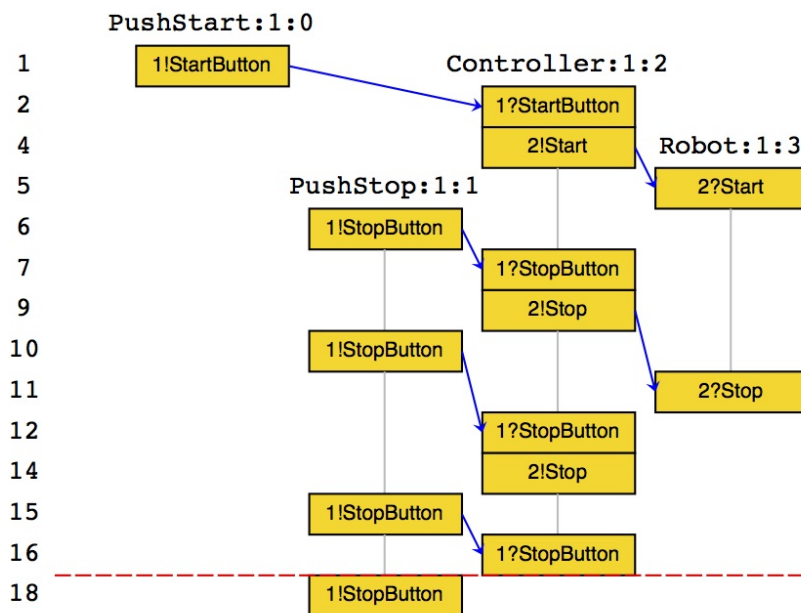 PushStart:1:0
1 1!StartButton Controller:1:2
2 1?StartButton
4 2!Start Robot:1:3
5 PushStop:1:1 2?Start
6 1!StopButton
7 1?StopButton
9 2!Stop
10 1!StopButton
11 2?Stop
12 1?StopButton
14 2!Stop
15 1!StopButton
16 1?StopButton
18 1!StopButton